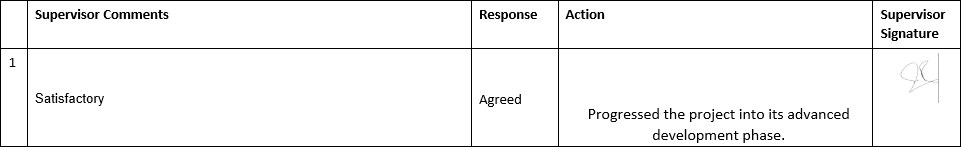 Supervisor Comments
Response
Action
Supervisor
Signature
1
Satisfactory
Agreed
Progressed the project into its advanced
development phase.